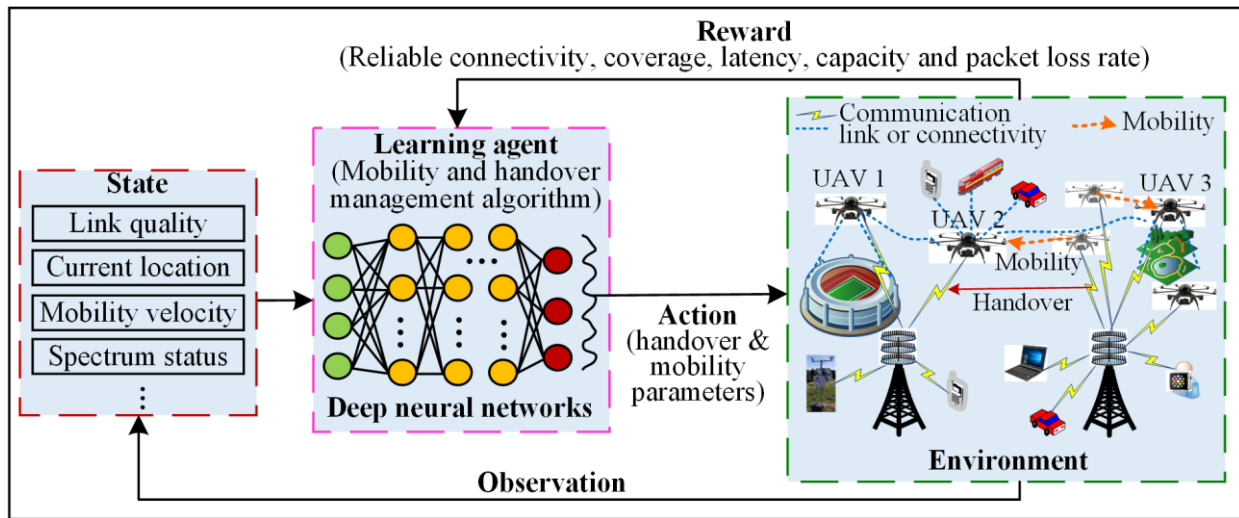 Reward
(Reliable connectivity, coverage, latency, capacity and packet loss rate)
State
Link quality
Current location
Mobility velocity
Spectrum status
Learning agent
(Mobility and handover
management algorithm)
Deep neural networks
Action
(handover &
mobility
parameters)
Communication
link or connectivity
Mobility
UAV 1
UAV 2
UAV 3
Mobility
Handover
Environment
Observation